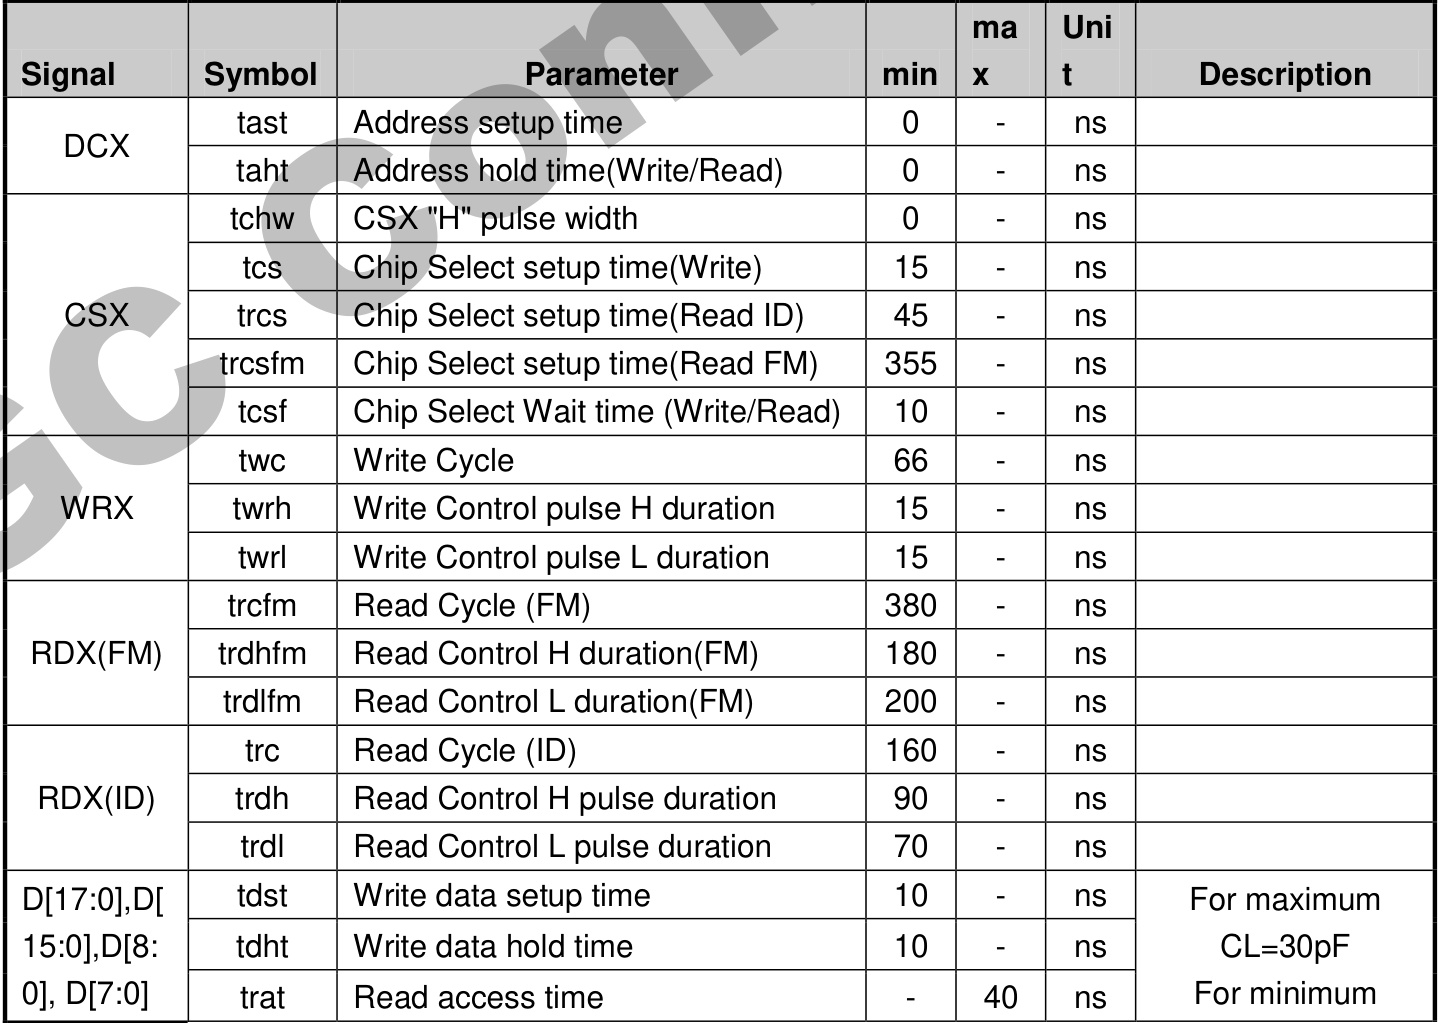 Signal Symbol Parameter min ma
x Uni
t Description
DCX tast Address setup time 0 - ns
taht Address hold time(Write/Read) 0 - ns
CSX tchw CSX "H" pulse width 0 - ns
tcs Chip Select setup time(Write) 15 - ns
trcs Chip Select setup time(Read ID) 45 - ns
trcsfm Chip Select setup time(Read FM) 355 - ns
tcsf Chip Select Wait time (Write/Read) 10 - ns
WRX twc Write Cycle 66 - ns
twrh Write Control pulse H duration 15 - ns
twrl Write Control pulse L duration 15 - ns
RDX(FM) trcfm Read Cycle (FM) 380 - ns
trdhfm Read Control H duration(FM) 180 - ns
trdlfm Read Control L duration(FM) 200 - ns
RDX(ID) trc Read Cycle (ID) 160 - ns
trdh Read Control H pulse duration 90 - ns
trdl Read Control L pulse duration 70 - ns
D[17:0],D[ tdst Write data setup time 10 - ns For maximum
15:0],D[8: tdht Write data hold time 10 - ns CL=30pF
0], D[7:0] trat Read access time - 40 ns For minimum